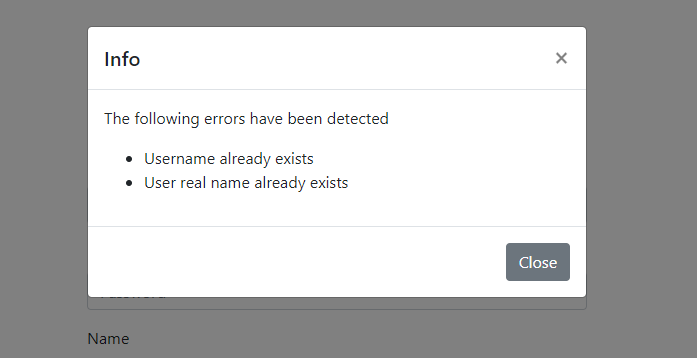 Info
×
The following errors have been detected
Username already exists
User real name already exists
Close
Name